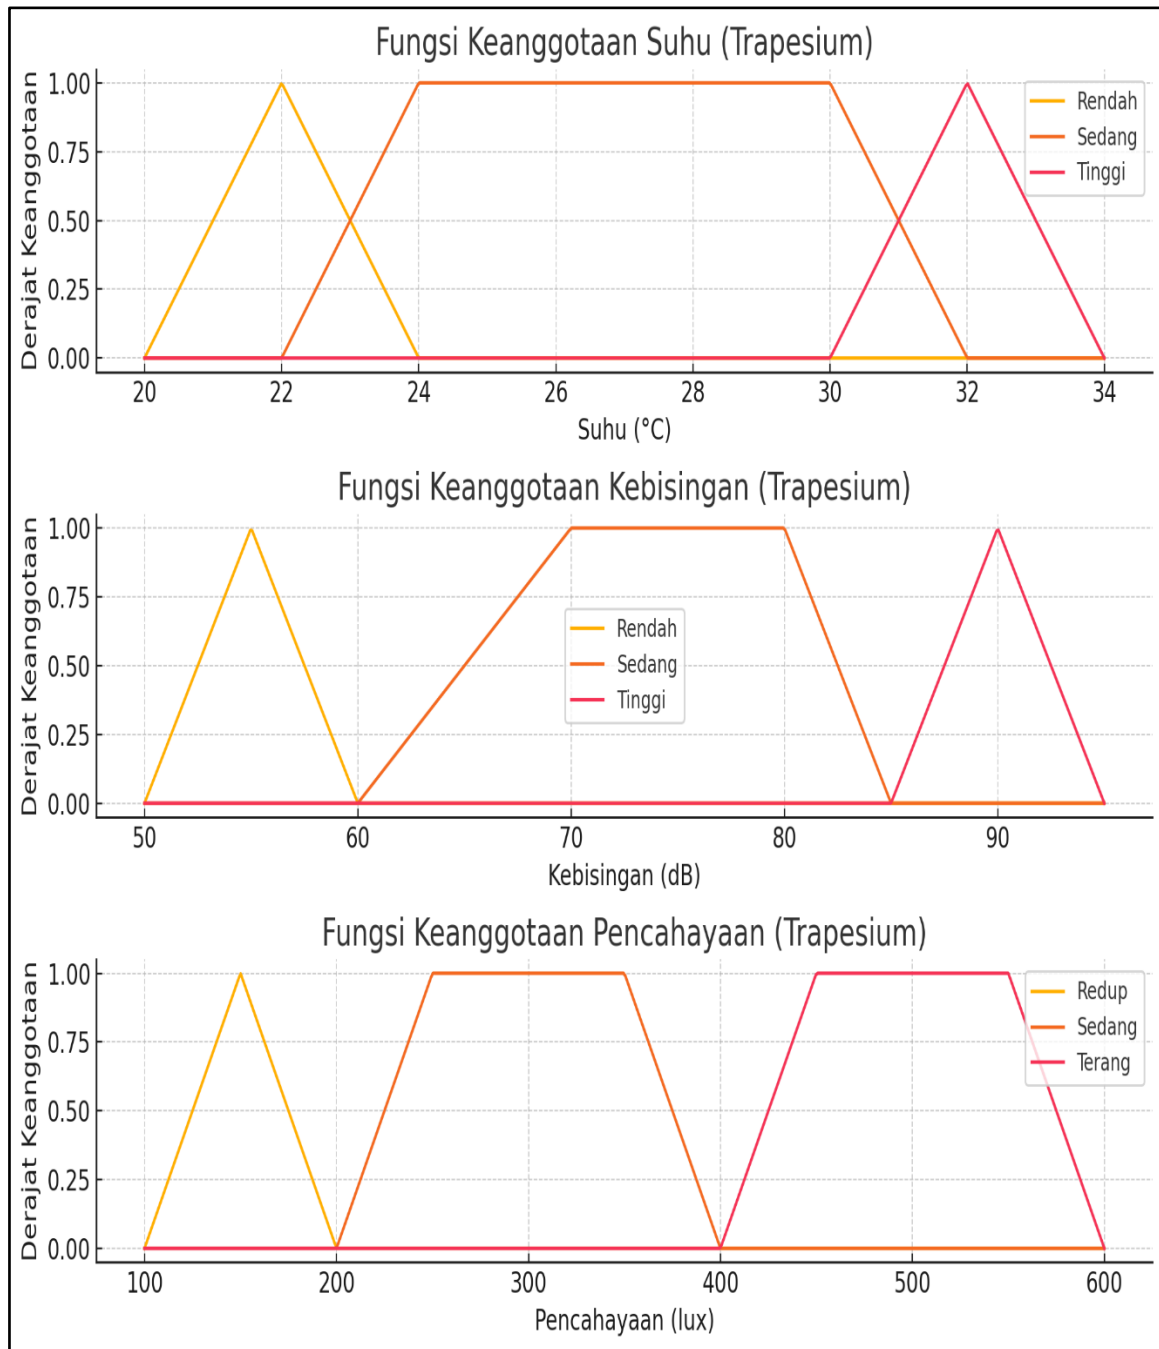 Fungsi Keanggotaan Suhu (Trapesium)
Derajat Keanggotaan
1.00
0.75
0.50
0.25
0.00
Rendah
Sedang
Tinggi
20 22 24 26 28 30 32 34
Suhu (°C)
Fungsi Keanggotaan Kebisingan (Trapesium)
Derajat Keanggotaan
1.00
0.75
0.50
0.25
0.00
Rendah
Sedang
Tinggi
50 60 70 80 90
Kebisingan (dB)
Fungsi Keanggotaan Pencahayaan (Trapesium)
Derajat Keanggotaan
1.00
0.75
0.50
0.25
0.00
Redup
Sedang
Terang
100 200 300 400 500 600
Pencahayaan (lux)